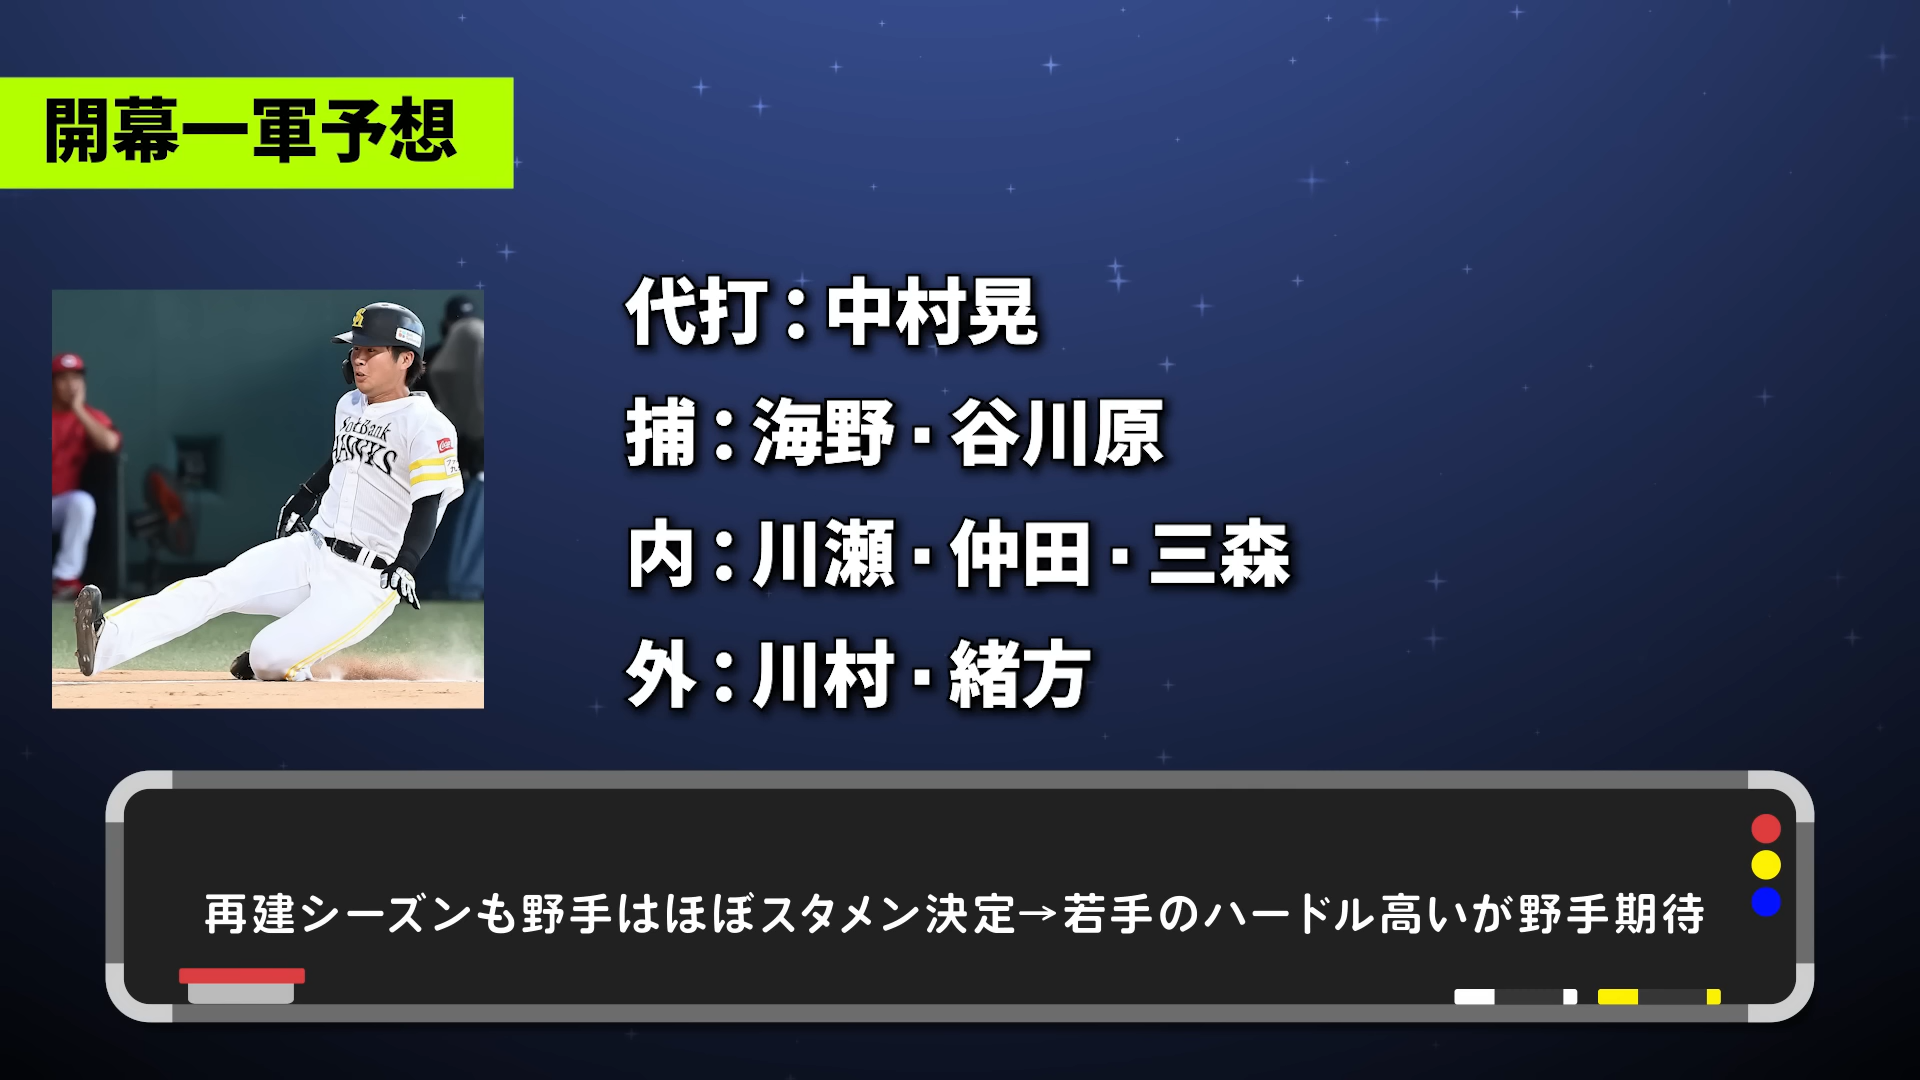 開幕一軍予想
代打：中村晃
捕：海野・谷川原
内：川瀬・仲田・三森
外：川村・緒方
SoftBank
HAWKS
再建シーズンも野手はほぼスタメン決定→若手のハードル高いが野手期待